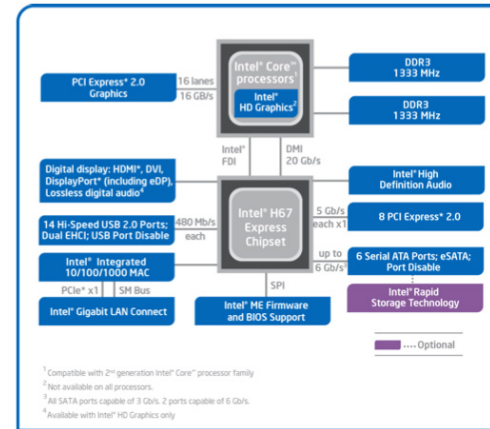 Intel® Core™
processors¹
Intel®
HD Graphics²
PCI Express* 2.0
Graphics
16 lanes
16 GB/s
DDR3
1333 MHz
DDR3
1333 MHz
Intel®
FDI
DMI
20 Gb/s
Digital display: HDMI*, DVI,
DisplayPort* (including eDP),
Lossless digital audio⁴
Intel® High
Definition Audio
Intel® H67
Express
Chipset
14 Hi-Speed USB 2.0 Ports;
Dual EHCI; USB Port Disable
480 Mb/s
each
5 Gb/s
each x1
8 PCI Express* 2.0
Intel® Integrated
10/100/1000 MAC
up to
6 Gb/s³
6 Serial ATA Ports; eSATA;
Port Disable
PCIe* x1
SM Bus
SPI
Intel® Rapid
Storage Technology
Intel® Gigabit LAN Connect
Intel® ME Firmware
and BIOS Support
.... Optional
¹ Compatible with 2ⁿᵈ generation Intel® Core™ processor family
² Not available on all processors.
³ All SATA ports capable of 3 Gb/s. 2 ports capable of 6 Gb/s.
⁴ Available with Intel® HD Graphics only